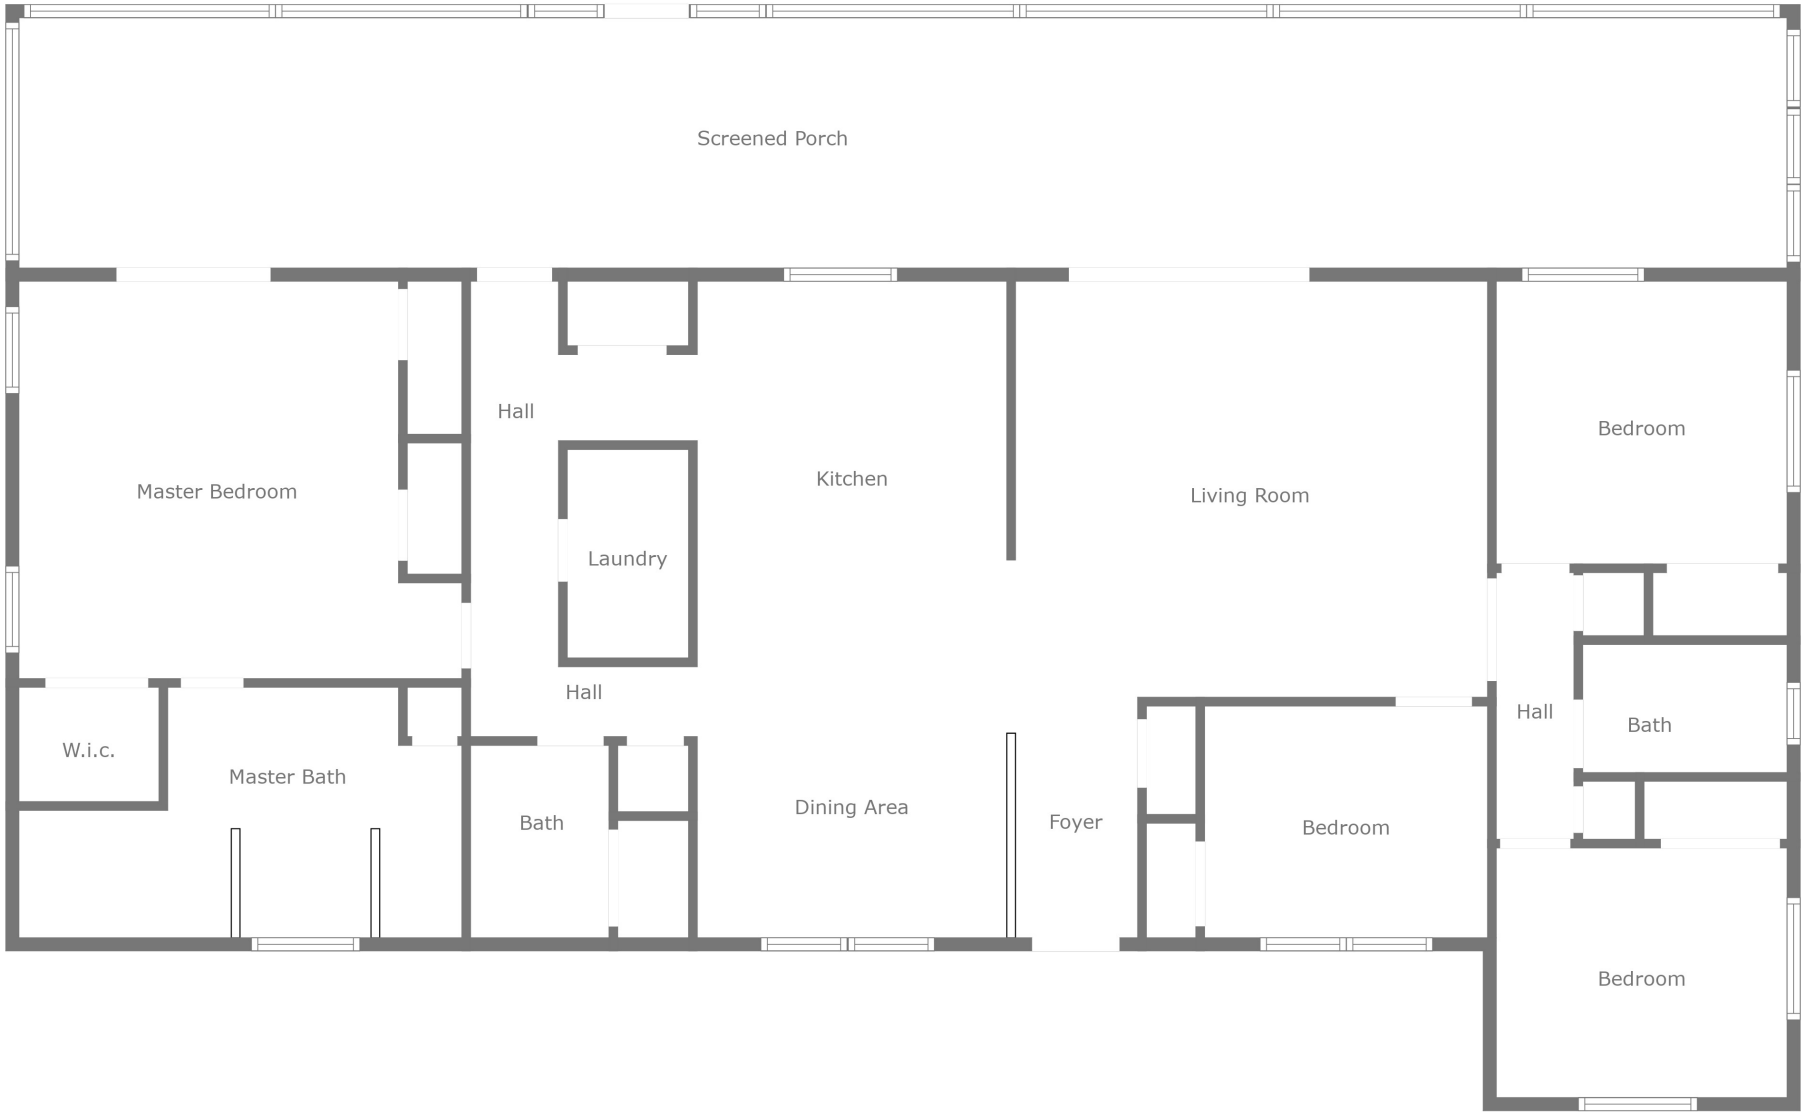 Screened Porch
Hall
Bedroom
Kitchen
Master Bedroom
Living Room
Laundry
Hall
Hall
Bath
W.i.c.
Master Bath
Dining Area
Bath
Foyer
Bedroom
Bedroom